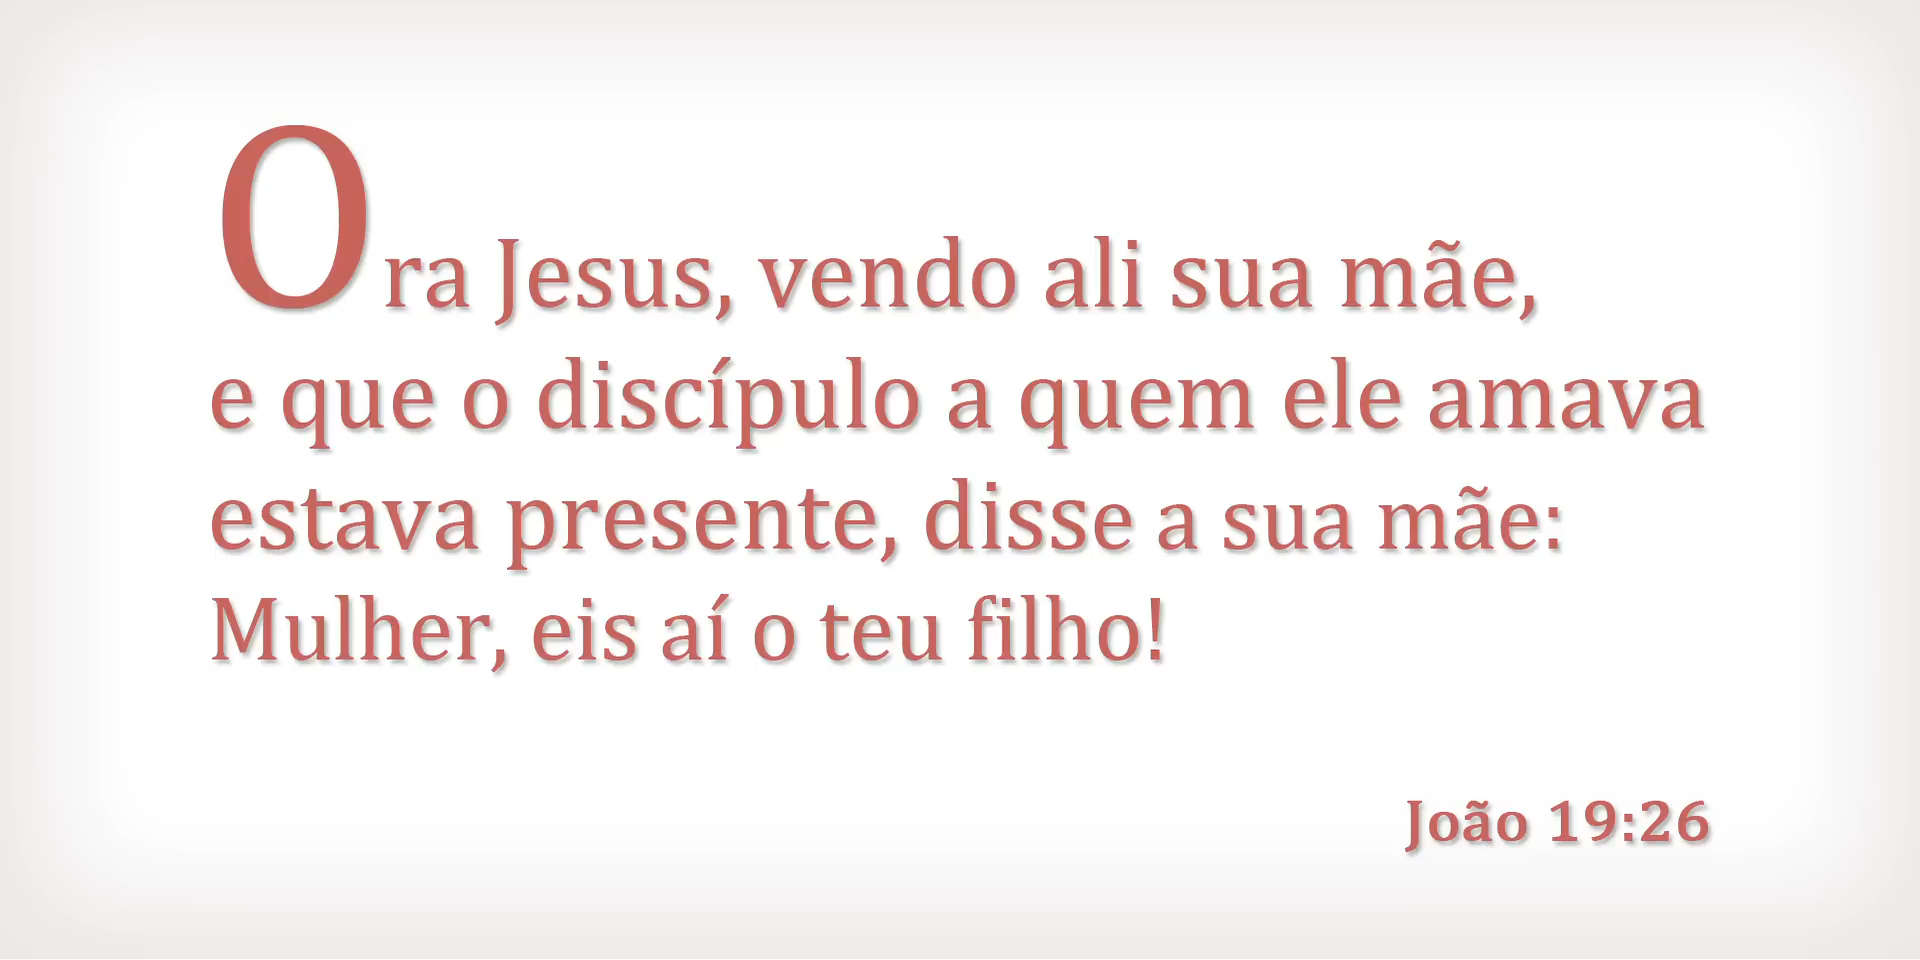 Ora Jesus, vendo ali sua mãe,
e que o discípulo a quem ele amava
estava presente, disse a sua mãe:
Mulher, eis aí o teu filho!
João 19:26